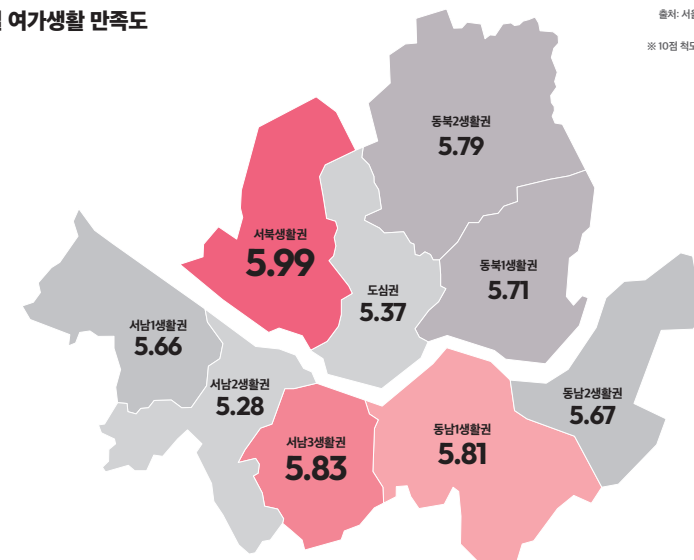 여가생활 만족도
출처:
※ 10점 척도
동북2생활권
5.79
서북생활권
5.99
동북1생활권
5.71
도심권
5.37
서남1생활권
5.66
서남2생활권
5.28
동남2생활권
5.67
서남3생활권
5.83
동남1생활권
5.81